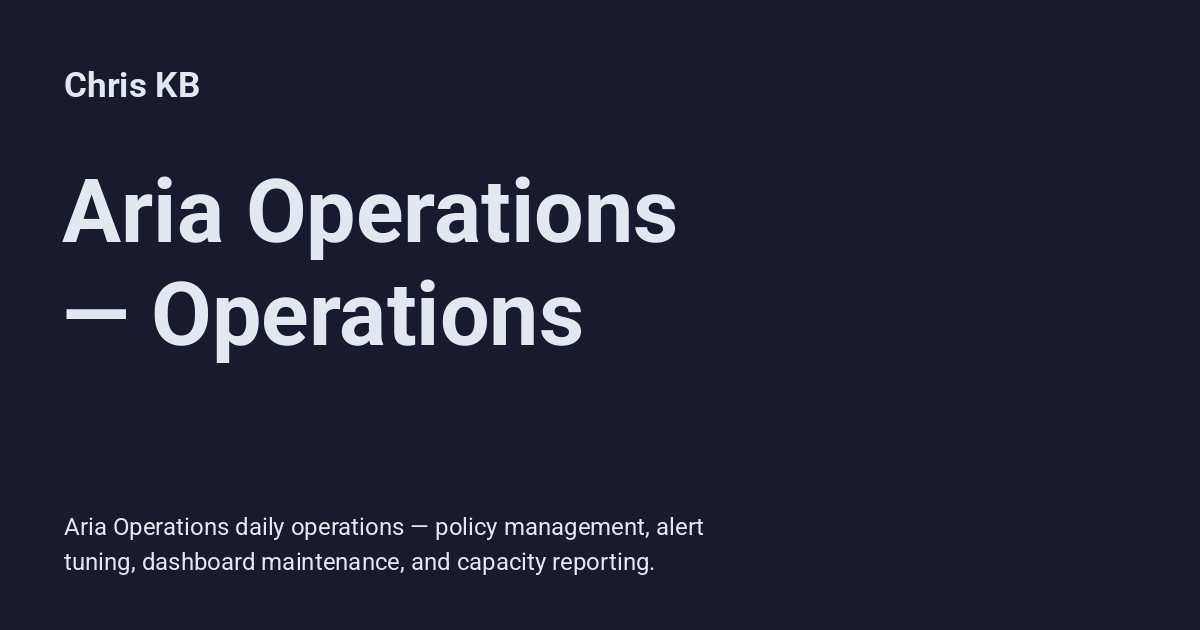 Chris KB
Aria Operations
— Operations
Aria Operations daily operations — policy management, alert
tuning, dashboard maintenance, and capacity reporting.